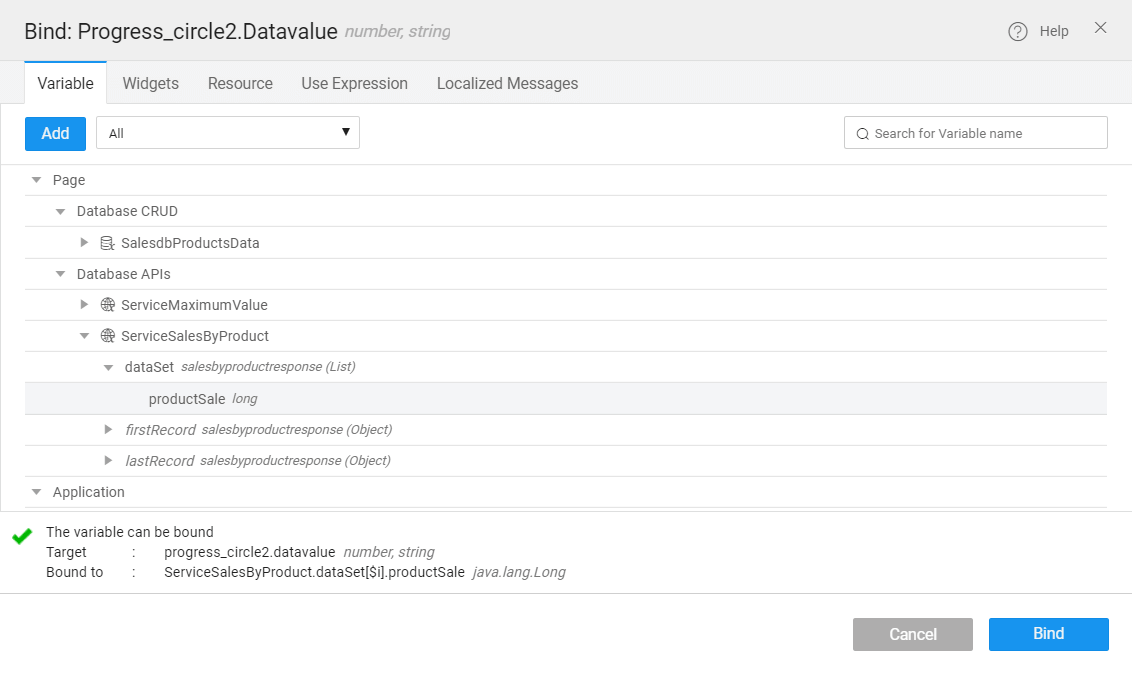 Bind: Progress_circle2.Datavalue number, string
Help
Variable Widgets Resource Use Expression Localized Messages
Add All Search for Variable name
Page
Database CRUD
SalesdbProductsData
Database APIs
ServiceMaximumValue
ServiceSalesByProduct
dataSet salesbyproductresponse (List)
productSale long
firstRecord salesbyproductresponse (Object)
lastRecord salesbyproductresponse (Object)
Application
The variable can be bound
Target : progress_circle2.datavalue number, string
Bound to : ServiceSalesByProduct.dataSet[$i].productSale java.lang.Long
Cancel Bind